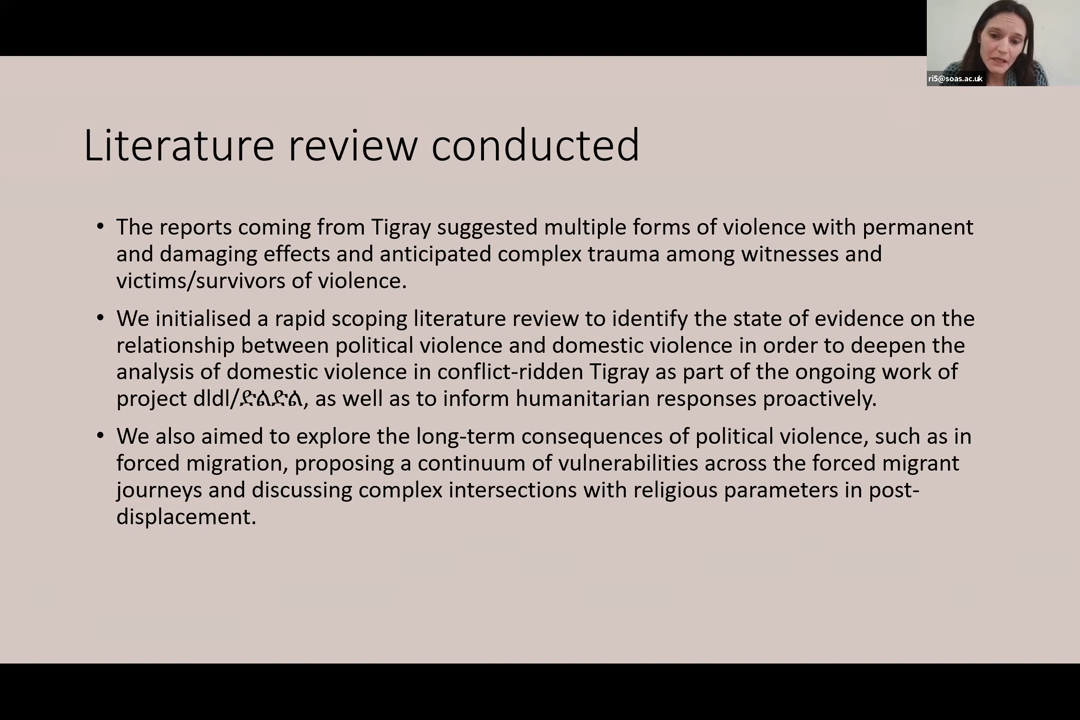 ri5@soas.ac.uk
Literature review conducted
• The reports coming from Tigray suggested multiple forms of violence with permanent
and damaging effects and anticipated complex trauma among witnesses and
victims/survivors of violence.
• We initialised a rapid scoping literature review to identify the state of evidence on the
relationship between political violence and domestic violence in order to deepen the
analysis of domestic violence in conflict-ridden Tigray as part of the ongoing work of
project dldl/ድልድል, as well as to inform humanitarian responses proactively.
• We also aimed to explore the long-term consequences of political violence, such as in
forced migration, proposing a continuum of vulnerabilities across the forced migrant
journeys and discussing complex intersections with religious parameters in post-
displacement.